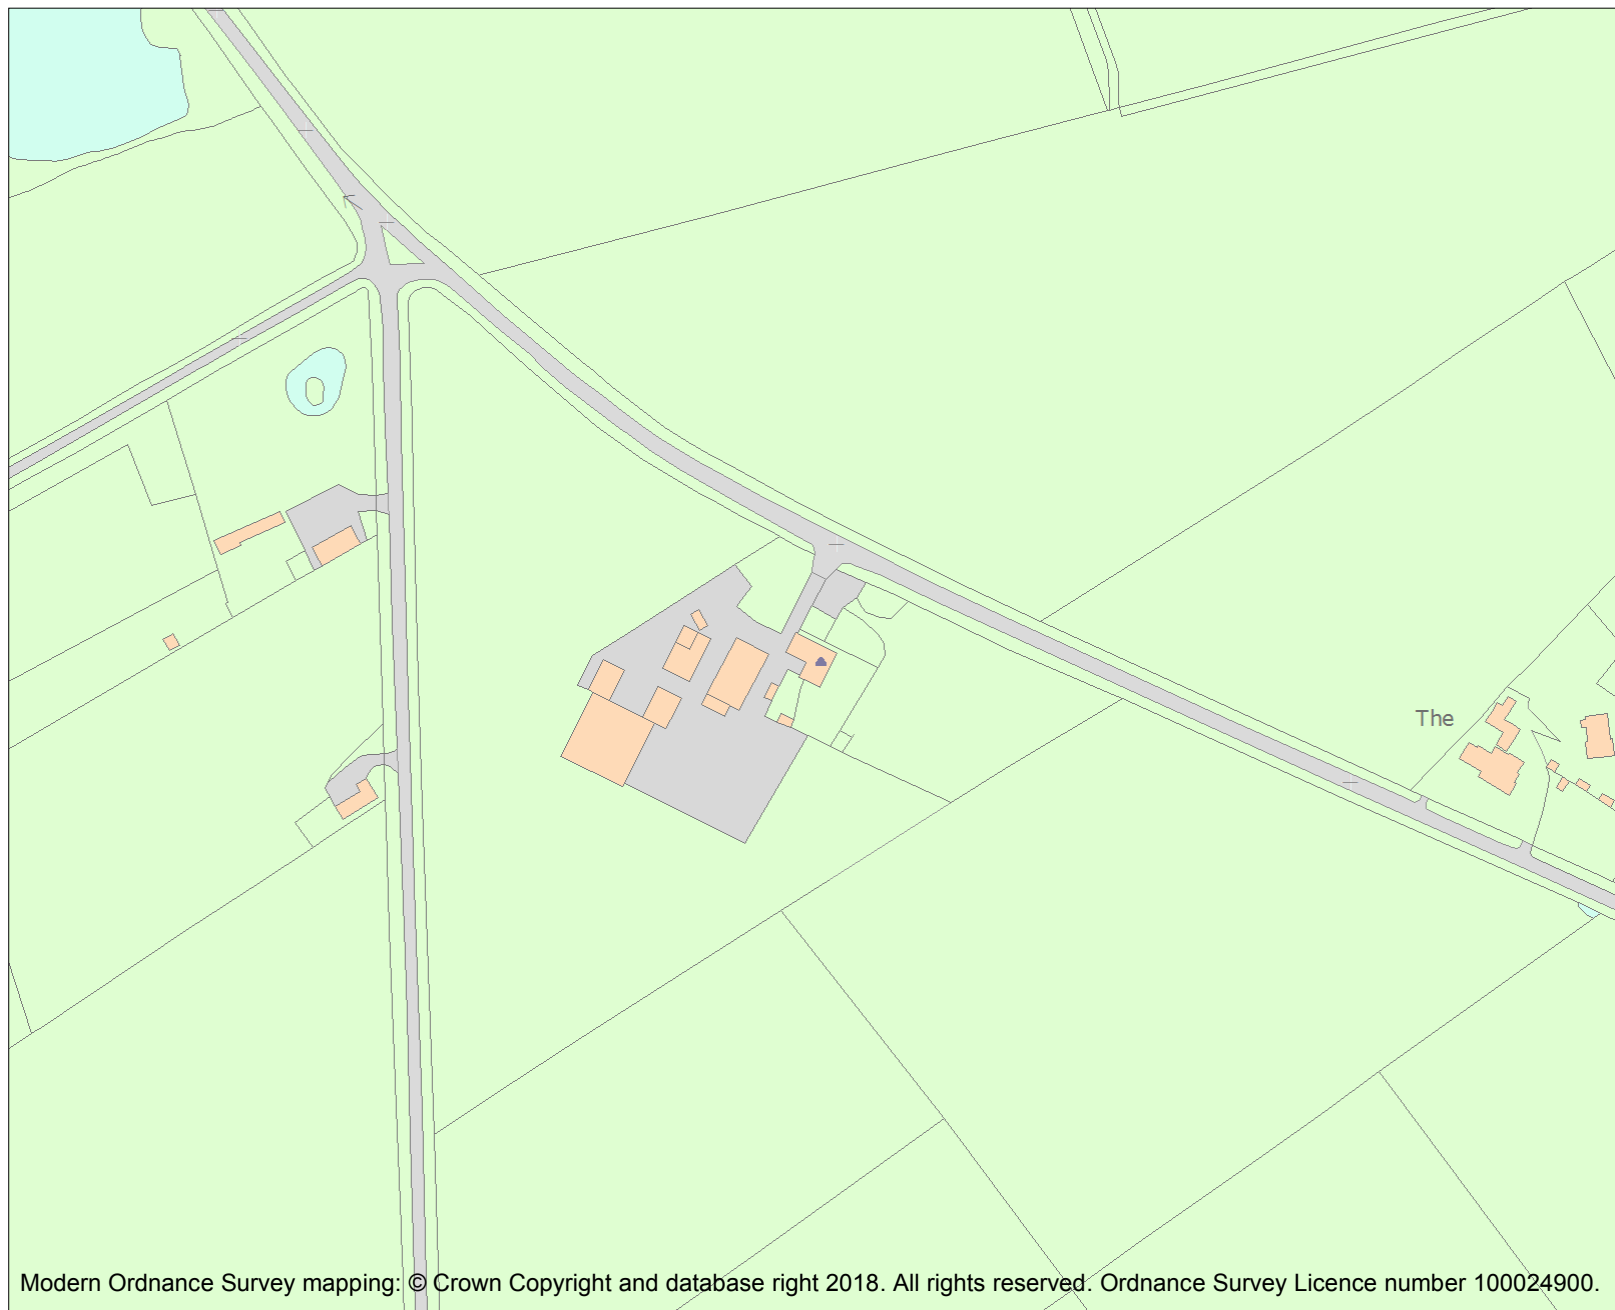 The
Modern Ordnance Survey mapping: © Crown Copyright and database right 2018. All rights reserved. Ordnance Survey Licence number 100024900.